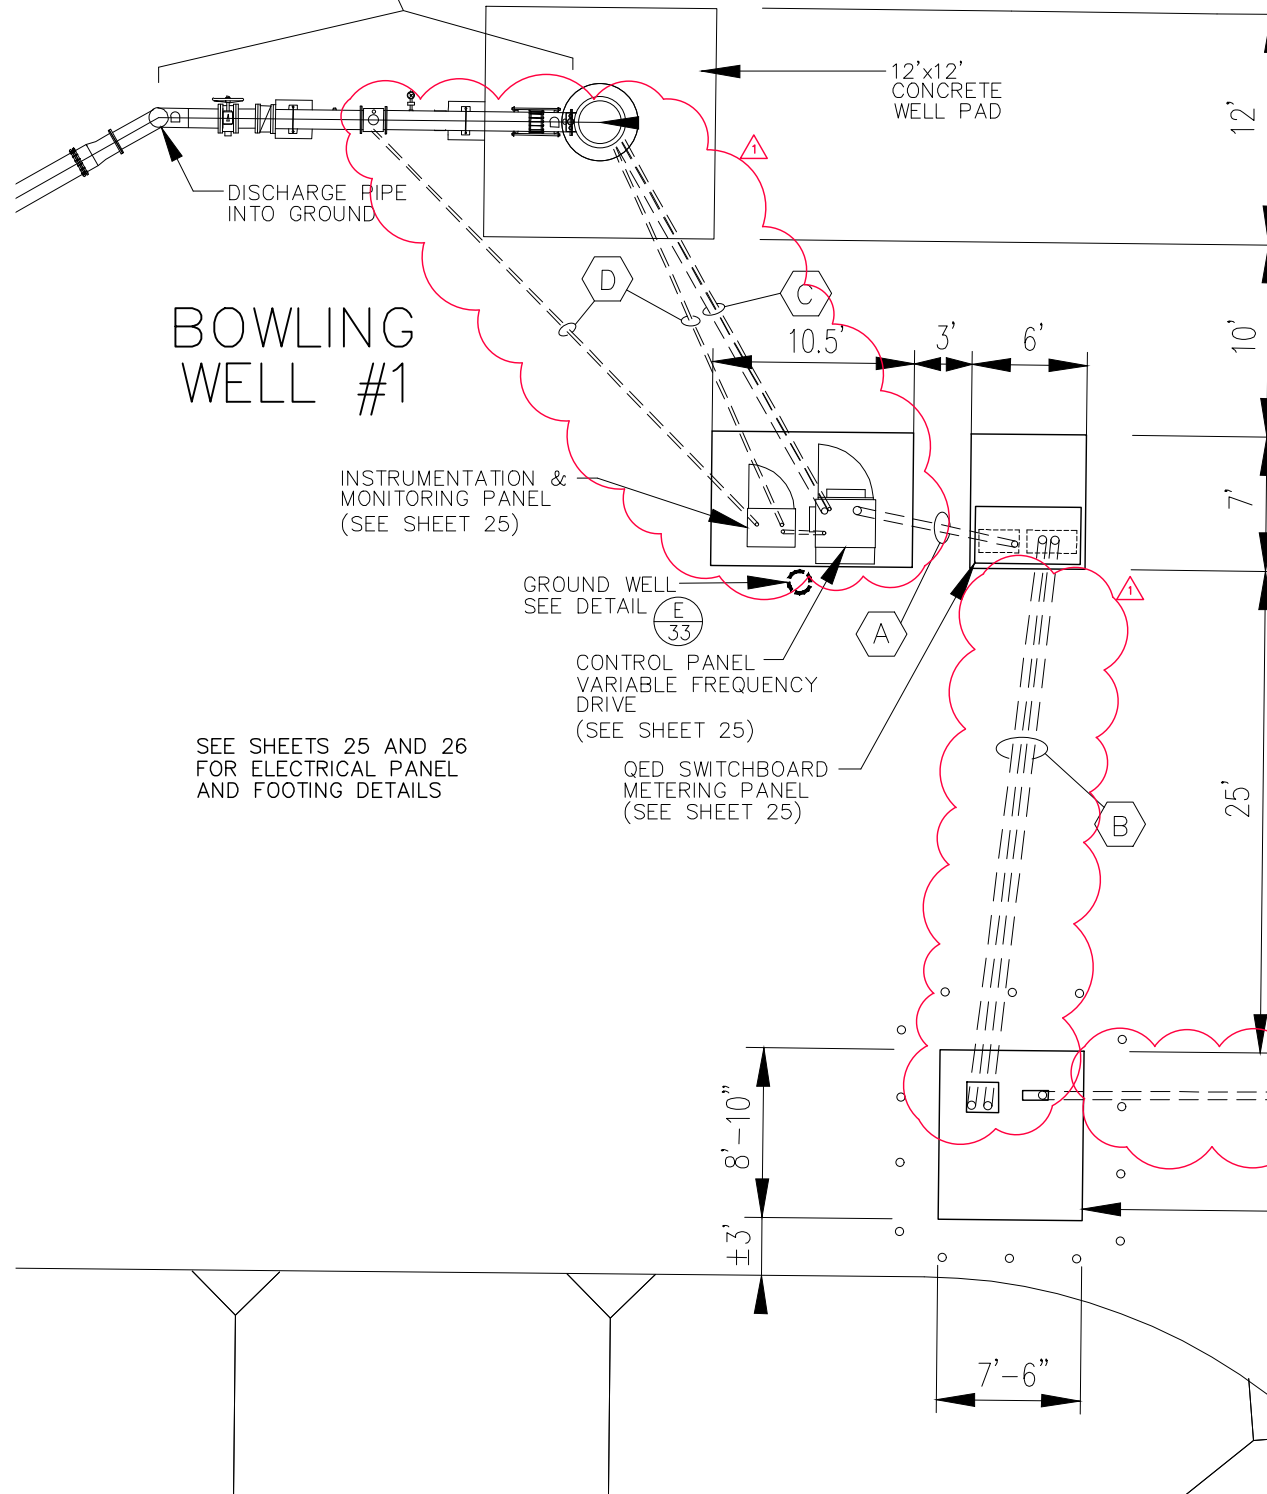 12'x12'
CONCRETE
WELL PAD
12'
1
DISCHARGE PIPE
INTO GROUND
D
C
BOWLING
WELL #1
10.5'
3'
6'
10'
INSTRUMENTATION &
MONITORING PANEL
(SEE SHEET 25)
7'
GROUND WELL
SEE DETAIL
E
33
A
1
CONTROL PANEL
VARIABLE FREQUENCY
DRIVE
(SEE SHEET 25)
SEE SHEETS 25 AND 26
FOR ELECTRICAL PANEL
AND FOOTING DETAILS
QED SWITCHBOARD
METERING PANEL
(SEE SHEET 25)
25'
B
8'-10"
±3'
7'-6"